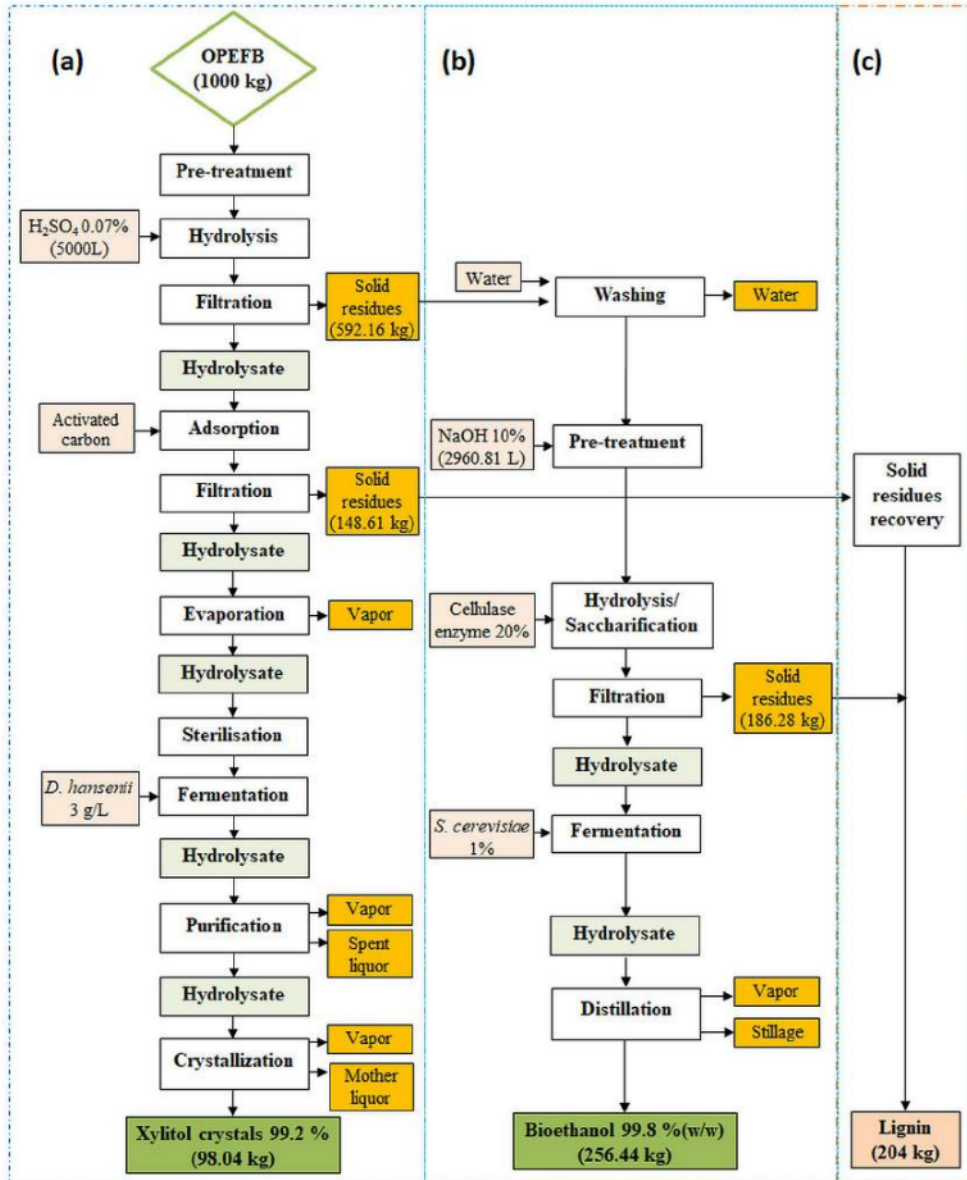 (a)
OPEFB
(1000 kg)
Pre-treatment
H₂SO₄ 0.07%
(5000L)
Hydrolysis
Filtration
Solid
residues
(592.16 kg)
Hydrolysate
Activated
carbon
Adsorption
Filtration
Solid
residues
(148.61 kg)
Hydrolysate
Evaporation
Vapor
Hydrolysate
Sterilisation
D. hansenii
3 g/L
Fermentation
Hydrolysate
Purification
Vapor
Spent
liquor
Hydrolysate
Crystallization
Vapor
Mother
liquor
Xylitol crystals 99.2 %
(98.04 kg)
(b)
Water
Washing
Water
NaOH 10%
(2960.81 L)
Pre-treatment
Cellulase
enzyme 20%
Hydrolysis/
Saccharification
Filtration
Solid
residues
(186.28 kg)
Hydrolysate
S. cerevisiae
1%
Fermentation
Hydrolysate
Distillation
Vapor
Stillage
Bioethanol 99.8 %(w/w)
(256.44 kg)
(c)
Solid
residues
recovery
Lignin
(204 kg)